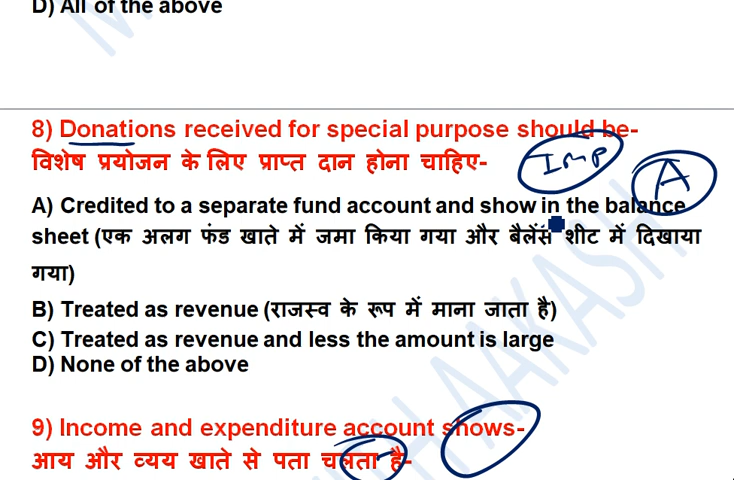 D) All of the above
8) Donations received for special purpose should be-
विशेष प्रयोजन के लिए प्राप्त दान होना चाहिए-
IMP
A
A) Credited to a separate fund account and show in the balance
sheet (एक अलग फंड खाते में जमा किया गया और बैलेंस शीट में दिखाया
गया)
B) Treated as revenue (राजस्व के रूप में माना जाता है)
C) Treated as revenue and less the amount is large
D) None of the above
9) Income and expenditure account shows-
आय और व्यय खाते से पता चलता है-